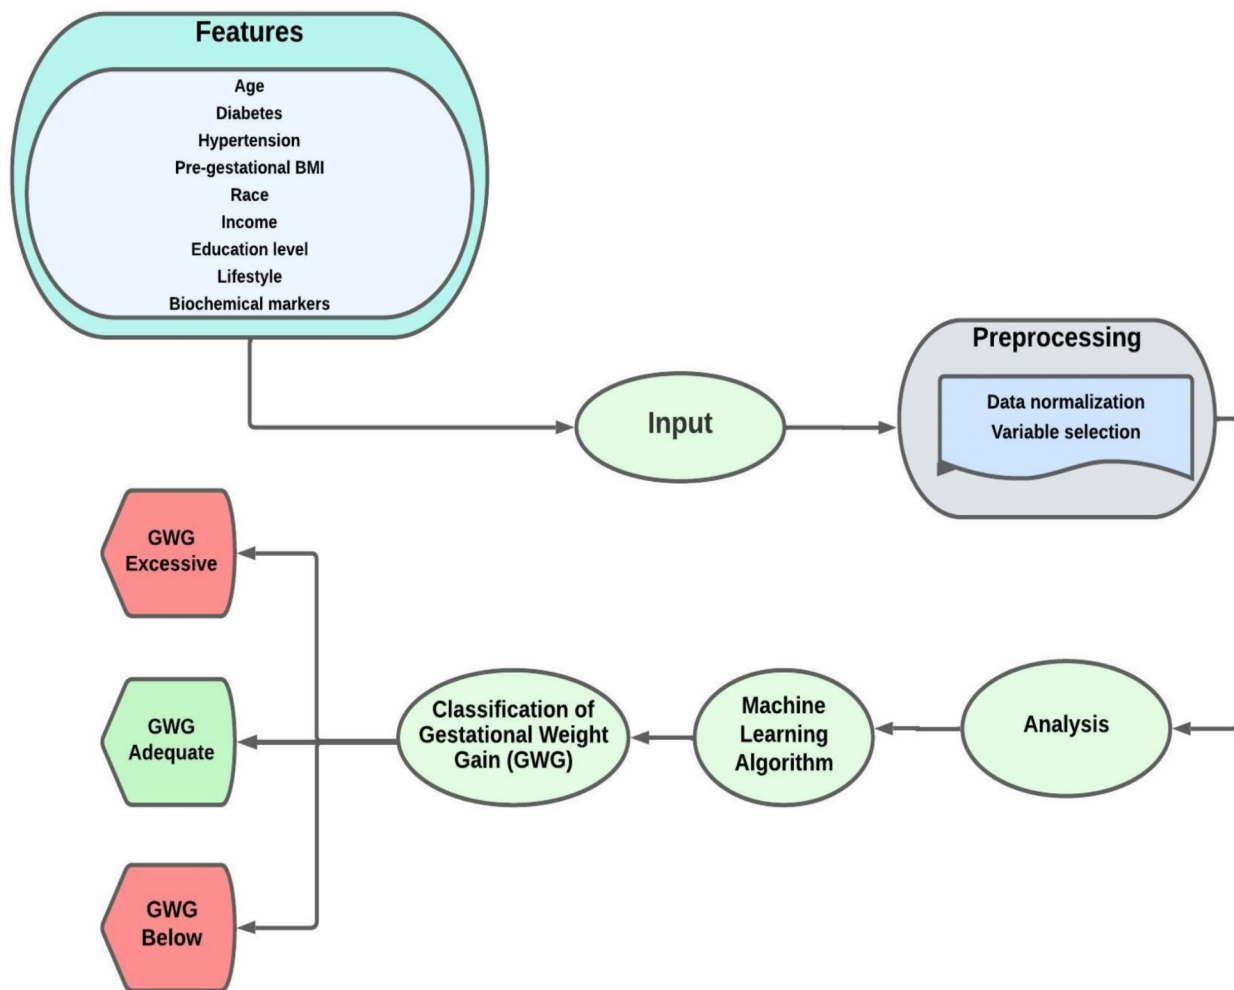 Features
Age
Diabetes
Hypertension
Pre-gestational BMI
Race
Income
Education level
Lifestyle
Biochemical markers
Input
Preprocessing
Data normalization
Variable selection
Analysis
Machine
Learning
Algorithm
Classification of
Gestational Weight
Gain (GWG)
GWG
Excessive
GWG
Adequate
GWG
Below